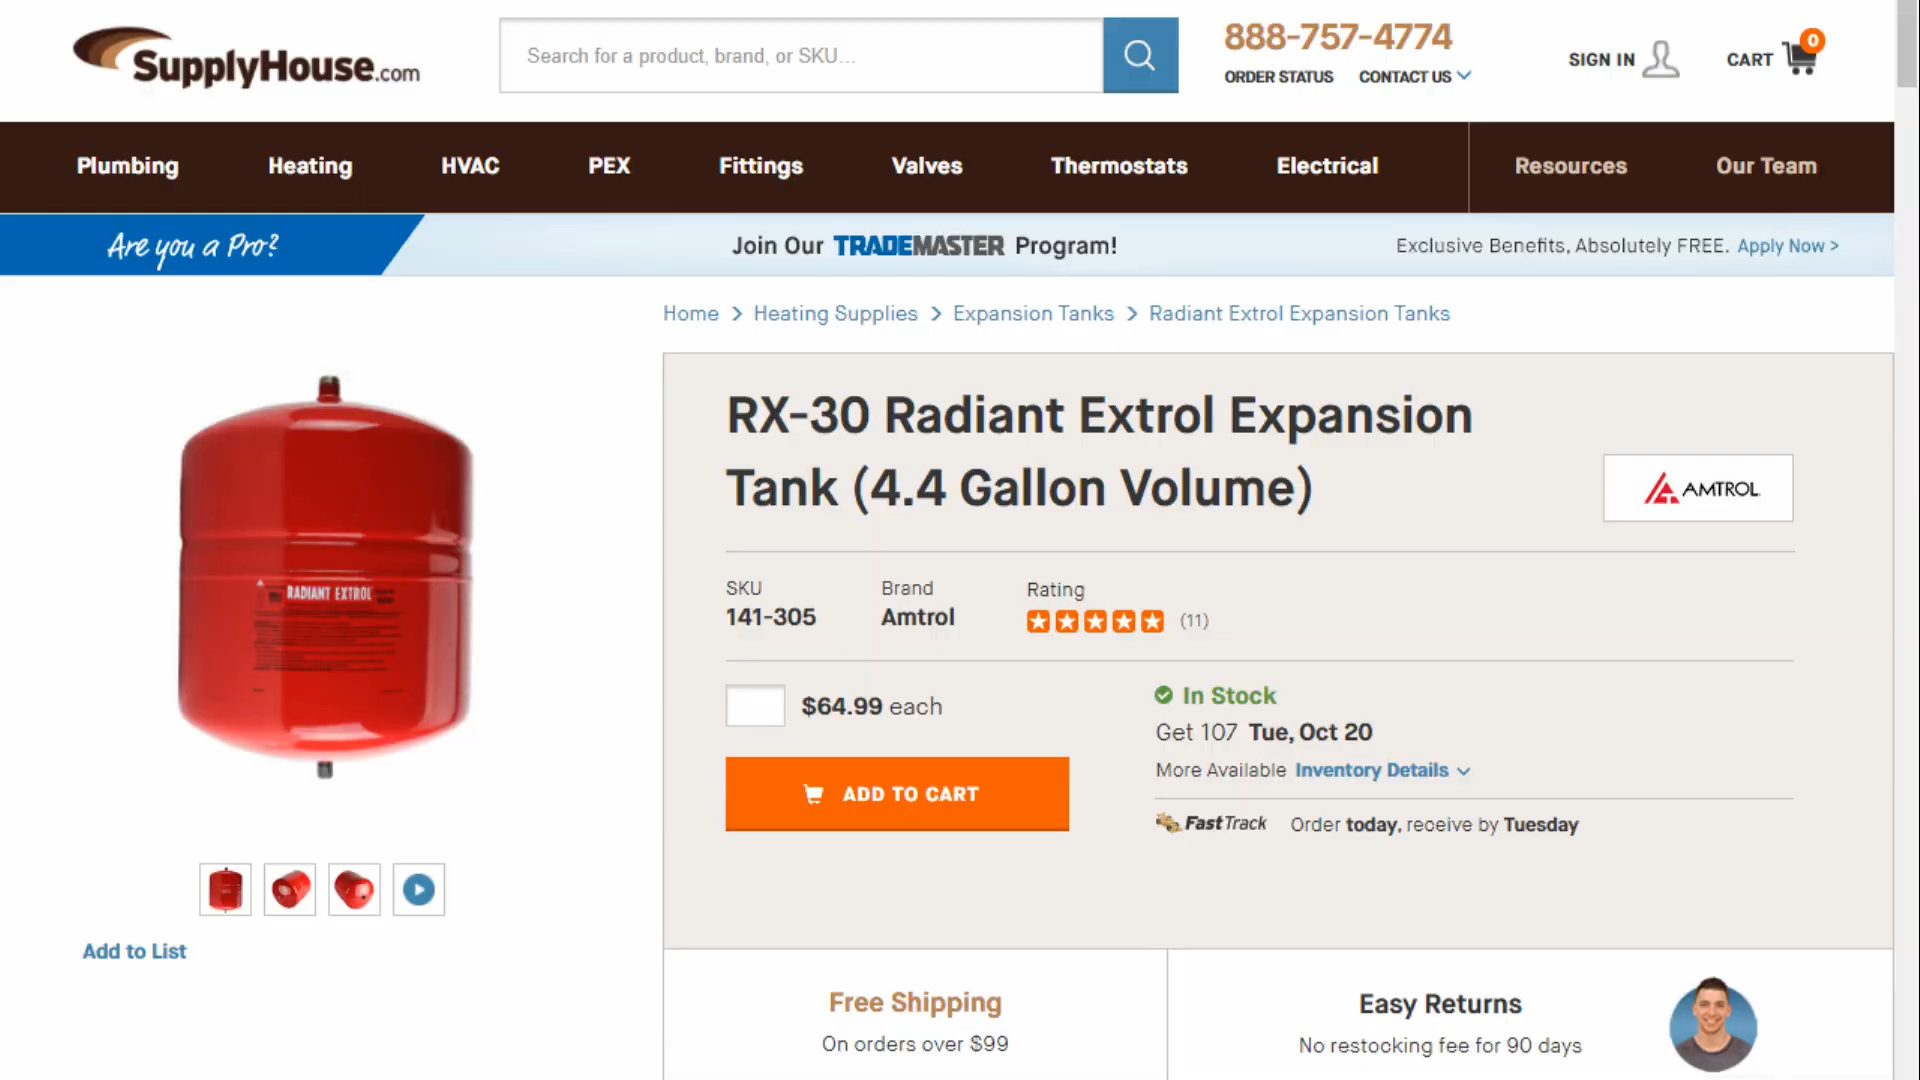 SupplyHouse.com
Search for a product, brand, or SKU...
888-757-4774
ORDER STATUS CONTACT US
SIGN IN
CART
0
Plumbing Heating HVAC PEX Fittings Valves Thermostats Electrical Resources Our Team
Are you a Pro?
Join Our TRADEMASTER Program!
Exclusive Benefits, Absolutely FREE. Apply Now >
Home > Heating Supplies > Expansion Tanks > Radiant Extrol Expansion Tanks
RX-30 Radiant Extrol Expansion
Tank (4.4 Gallon Volume)
AMTROL
RADIANT EXTROL
SKU
141-305
Brand
Amtrol
Rating
(11)
$64.99 each
ADD TO CART
In Stock
Get 107 Tue, Oct 20
More Available Inventory Details
FastTrack Order today, receive by Tuesday
Add to List
Free Shipping
On orders over $99
Easy Returns
No restocking fee for 90 days